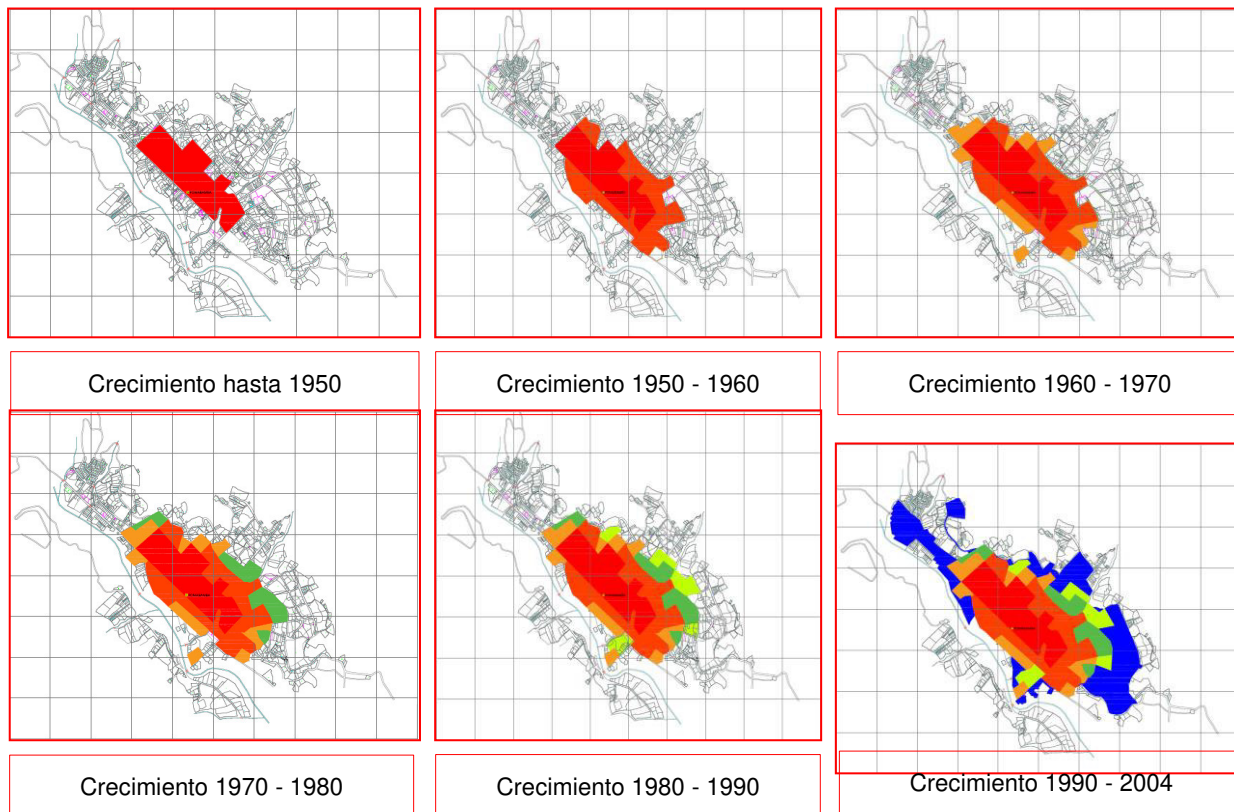 Crecimiento hasta 1950
Crecimiento 1950 - 1960
Crecimiento 1960 - 1970
Crecimiento 1970 - 1980
Crecimiento 1980 - 1990
Crecimiento 1990 - 2004